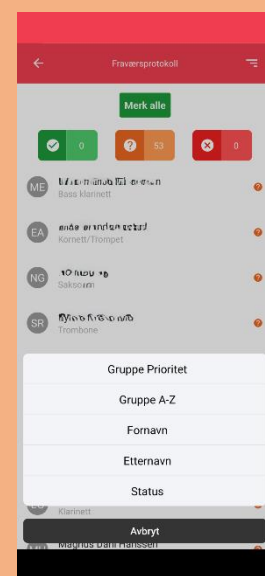 Fraværsprotokoll
Merk alle
0
53
0
ME
Bass klarinett
EA
Kornett/Trompet
NG
Saksofon
SR
Trombone
Gruppe Prioritet
Gruppe A-Z
Fornavn
Etternavn
Status
Klarinett
Avbryt
Magnus Dahl Hanssen